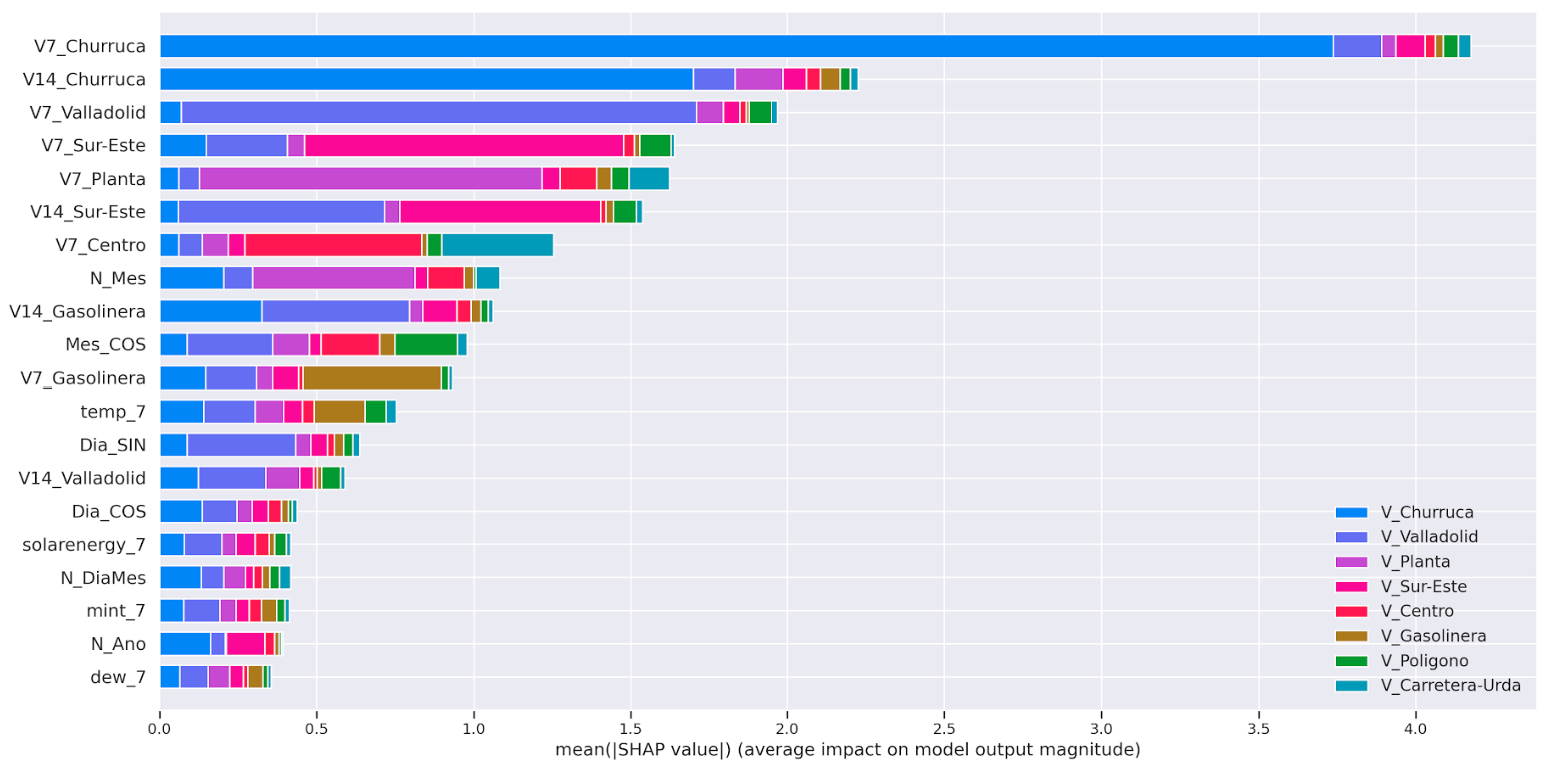 V7_Churruca
V14_Churruca
V7_Valladolid
V7_Sur-Este
V7_Planta
V14_Sur-Este
V7_Centro
N_Mes
V14_Gasolinera
Mes_COS
V7_Gasolinera
temp_7
Dia_SIN
V14_Valladolid
Dia_COS
solarenergy_7
N_DiaMes
mint_7
N_Ano
dew_7
V_Churruca
V_Valladolid
V_Planta
V_Sur-Este
V_Centro
V_Gasolinera
V_Poligono
V_Carretera-Urda
0.0 0.5 1.0 1.5 2.0 2.5 3.0 3.5 4.0
mean(|SHAP value|) (average impact on model output magnitude)